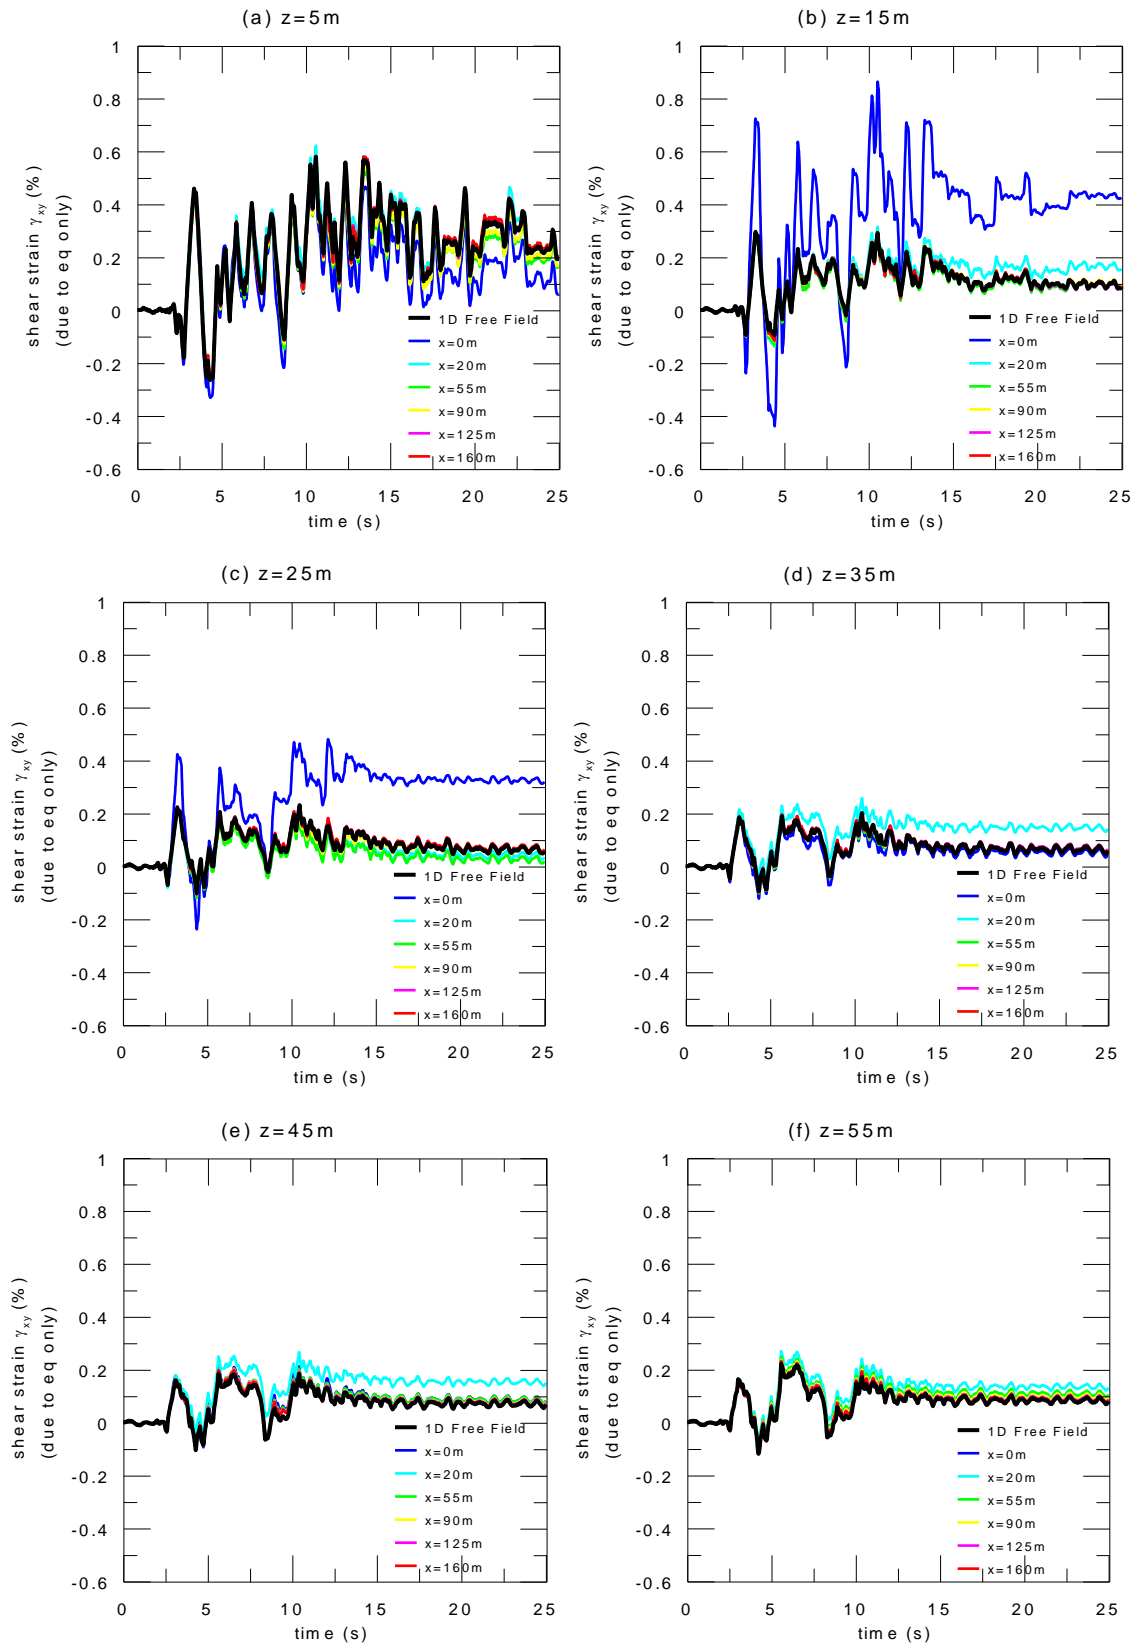 (a) z=5m
shear strain γxy (%)
(due to eq only)
1
0.8
0.6
0.4
0.2
0
-0.2
-0.4
-0.6
1D Free Field
x=0m
x=20m
x=55m
x=90m
x=125m
x=160m
0 5 10 15 20 25
time (s)
(b) z=15m
shear strain γxy (%)
(due to eq only)
1
0.8
0.6
0.4
0.2
0
-0.2
-0.4
-0.6
1D Free Field
x=0m
x=20m
x=55m
x=90m
x=125m
x=160m
0 5 10 15 20 25
time (s)
(c) z=25m
shear strain γxy (%)
(due to eq only)
1
0.8
0.6
0.4
0.2
0
-0.2
-0.4
-0.6
1D Free Field
x=0m
x=20m
x=55m
x=90m
x=125m
x=160m
0 5 10 15 20 25
time (s)
(d) z=35m
shear strain γxy (%)
(due to eq only)
1
0.8
0.6
0.4
0.2
0
-0.2
-0.4
-0.6
1D Free Field
x=0m
x=20m
x=55m
x=90m
x=125m
x=160m
0 5 10 15 20 25
time (s)
(e) z=45m
shear strain γxy (%)
(due to eq only)
1
0.8
0.6
0.4
0.2
0
-0.2
-0.4
-0.6
1D Free Field
x=0m
x=20m
x=55m
x=90m
x=125m
x=160m
0 5 10 15 20 25
time (s)
(f) z=55m
shear strain γxy (%)
(due to eq only)
1
0.8
0.6
0.4
0.2
0
-0.2
-0.4
-0.6
1D Free Field
x=0m
x=20m
x=55m
x=90m
x=125m
x=160m
0 5 10 15 20 25
time (s)